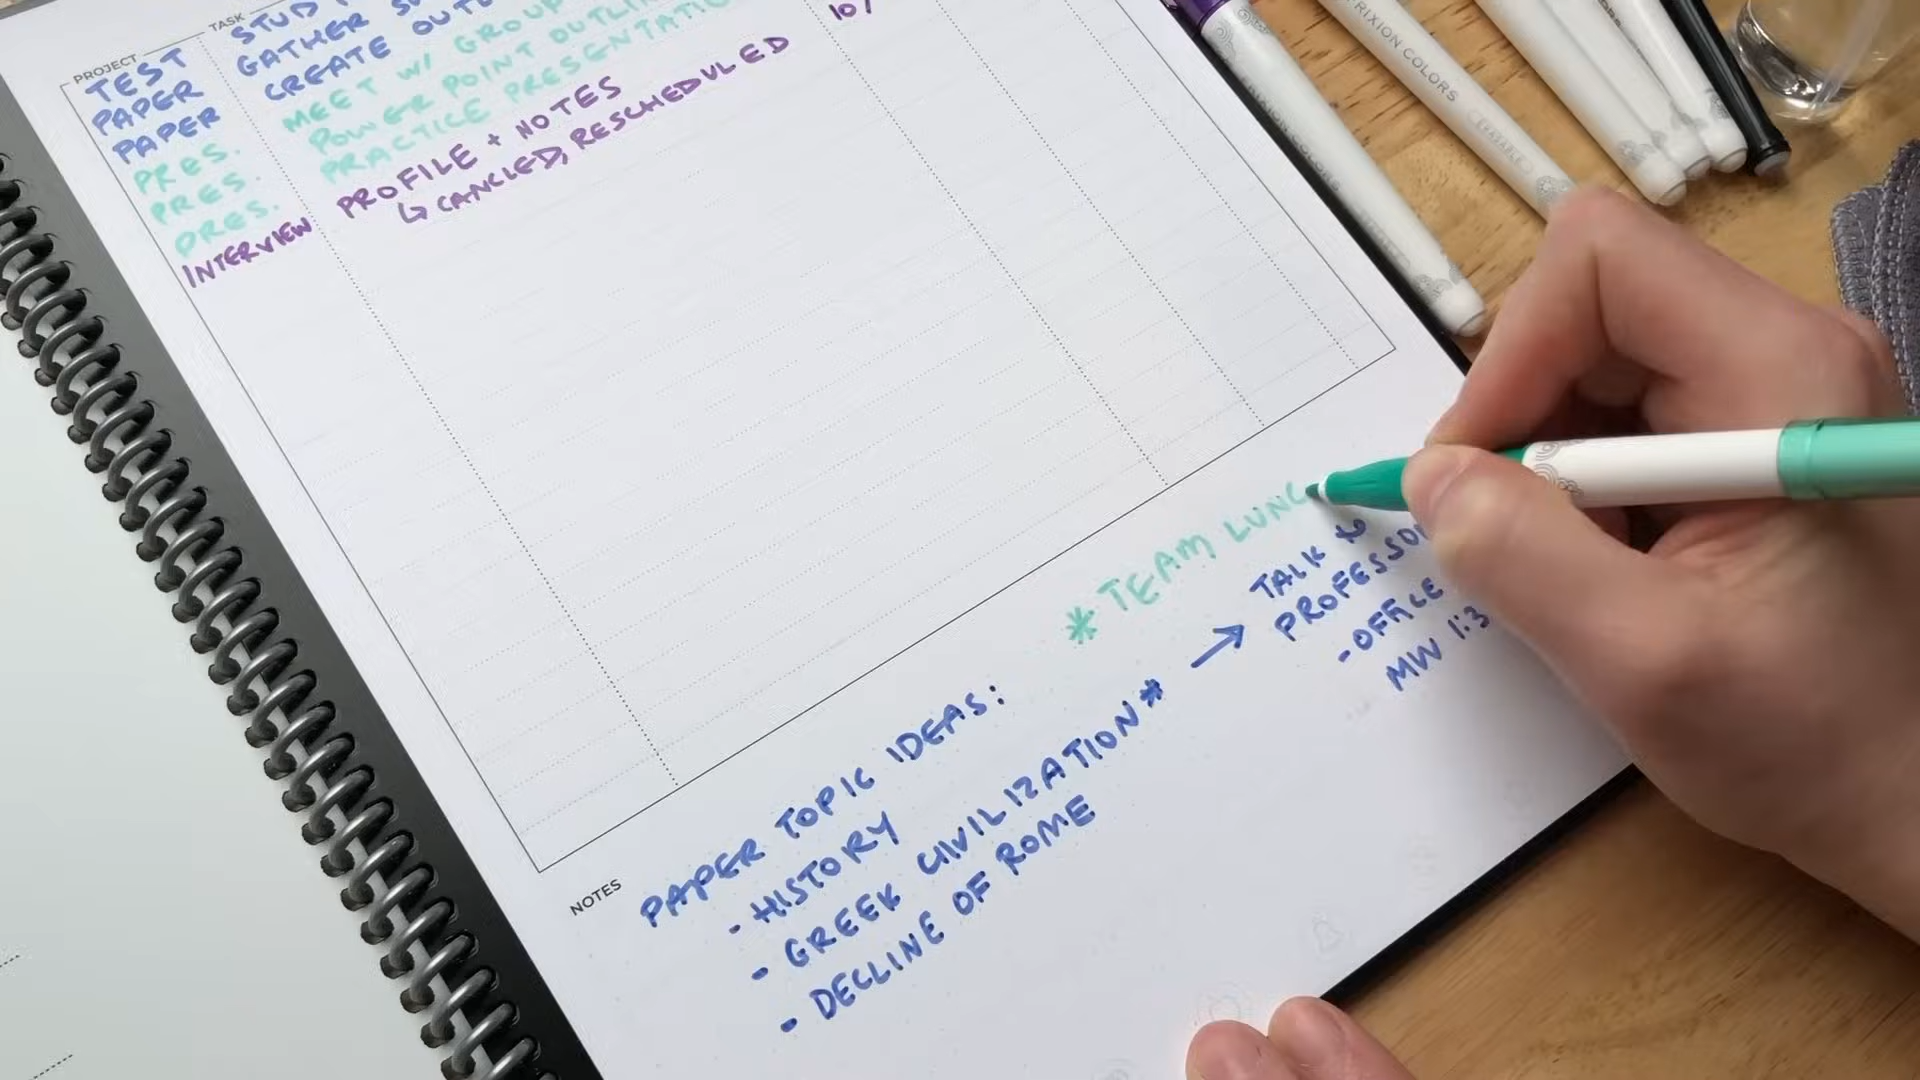 PROJECT TASK
TEST
PAPER GATHER
PAPER CREATE
PRES. MEET W/ GROUP
PRES. POWER POINT
PRES. PRACTICE
INTERVIEW PROFILE + NOTES
↳ CANCLED, RESCHEDULED
10/
* TEAM LUNC
NOTES
PAPER TOPIC IDEAS:
- HISTORY
- GREEK CIVILIZATION *
- DECLINE OF ROME
→ TALK to
PROFESSO
- OFFICE
MW 1:3
FRIXION COLORS
ERASABLE